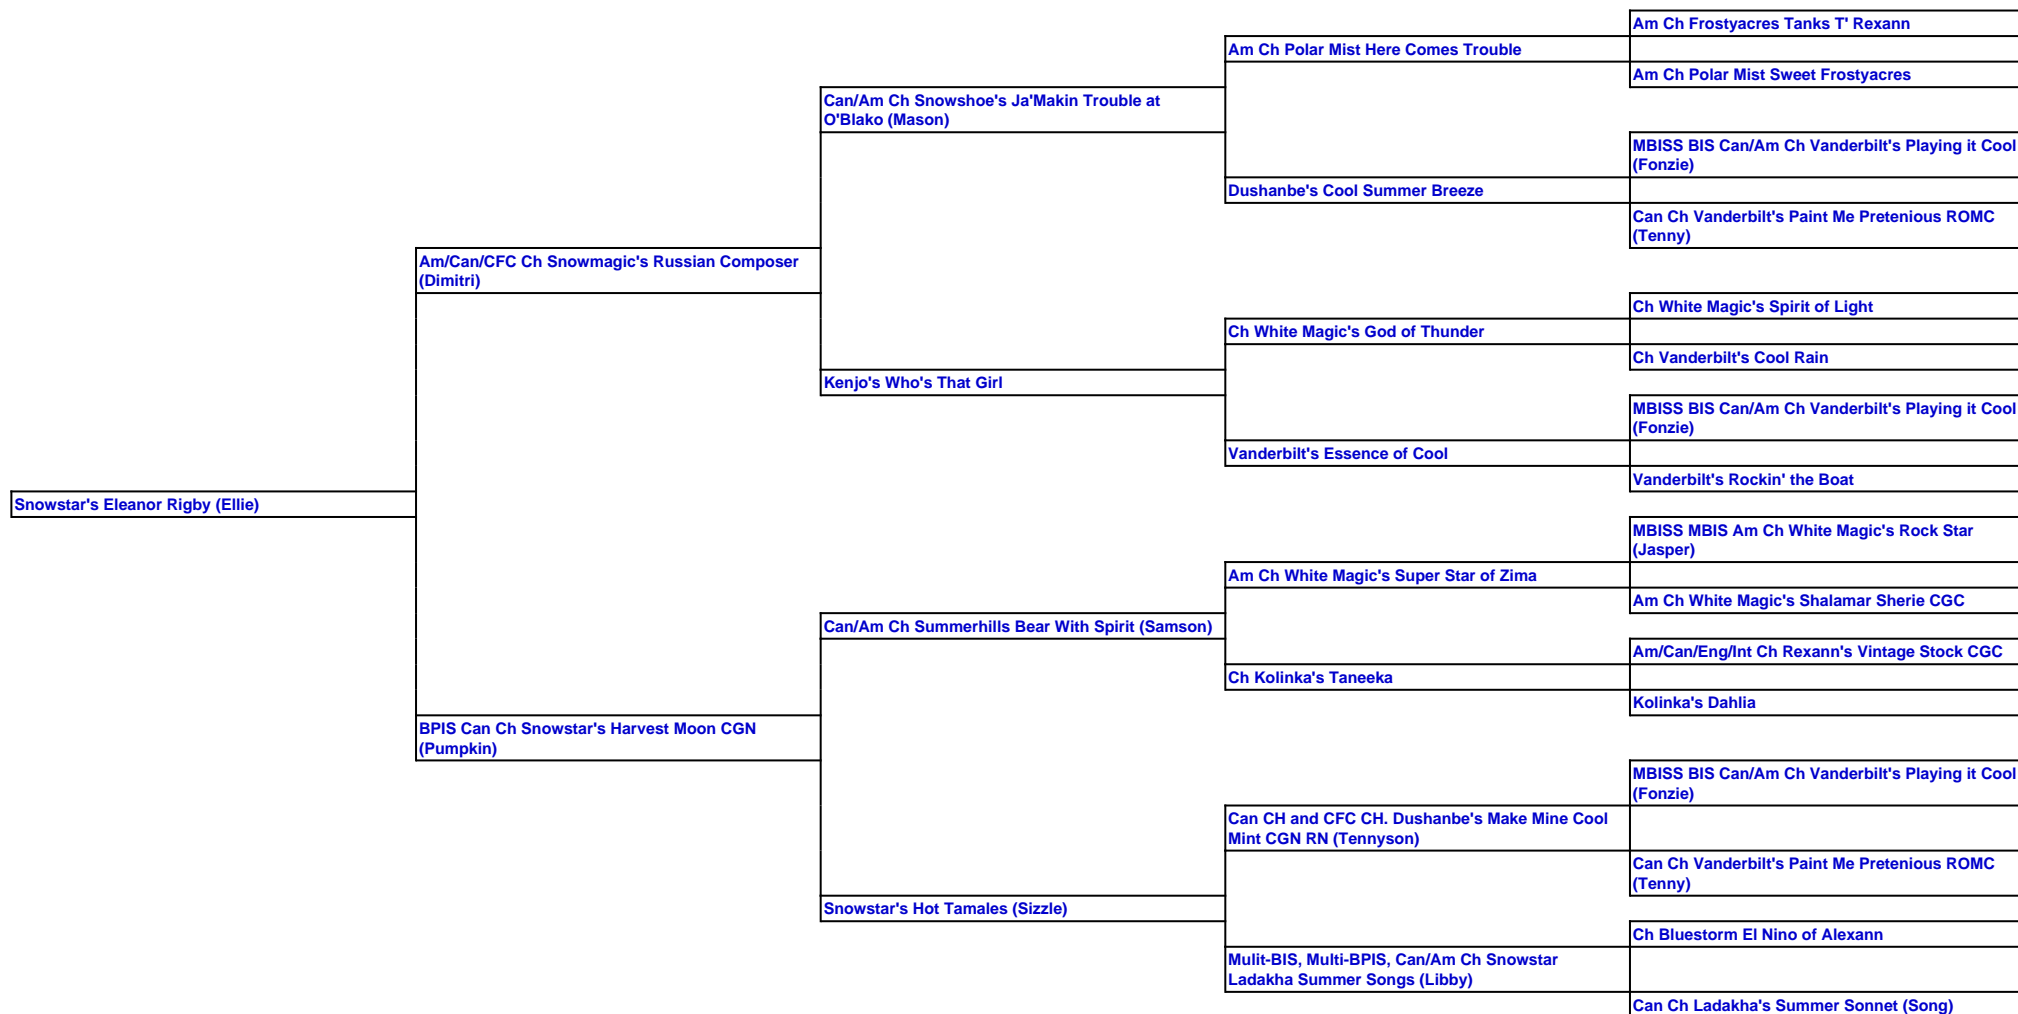 Am Ch Frostyacres Tanks T' Rexann
Am Ch Polar Mist Here Comes Trouble
Am Ch Polar Mist Sweet Frostyacres
Can/Am Ch Snowshoe's Ja'Makin Trouble at
O'Blako (Mason)
MBISS BIS Can/Am Ch Vanderbilt's Playing it Cool
(Fonzie)
Dushanbe's Cool Summer Breeze
Can Ch Vanderbilt's Paint Me Pretenious ROMC
(Tenny)
Am/Can/CFC Ch Snowmagic's Russian Composer
(Dimitri)
Ch White Magic's Spirit of Light
Ch White Magic's God of Thunder
Ch Vanderbilt's Cool Rain
Kenjo's Who's That Girl
MBISS BIS Can/Am Ch Vanderbilt's Playing it Cool
(Fonzie)
Vanderbilt's Essence of Cool
Vanderbilt's Rockin' the Boat
Snowstar's Eleanor Rigby (Ellie)
MBISS MBIS Am Ch White Magic's Rock Star
(Jasper)
Am Ch White Magic's Super Star of Zima
Am Ch White Magic's Shalamar Sherie CGC
Can/Am Ch Summerhills Bear With Spirit (Samson)
Am/Can/Eng/Int Ch Rexann's Vintage Stock CGC
Ch Kolinka's Taneeka
Kolinka's Dahlia
BPIS Can Ch Snowstar's Harvest Moon CGN
(Pumpkin)
MBISS BIS Can/Am Ch Vanderbilt's Playing it Cool
(Fonzie)
Can CH and CFC CH. Dushanbe's Make Mine Cool
Mint CGN RN (Tennyson)
Can Ch Vanderbilt's Paint Me Pretenious ROMC
(Tenny)
Snowstar's Hot Tamales (Sizzle)
Ch Bluestorm El Nino of Alexann
Mulit-BIS, Multi-BPIS, Can/Am Ch Snowstar
Ladakha Summer Songs (Libby)
Can Ch Ladakha's Summer Sonnet (Song)